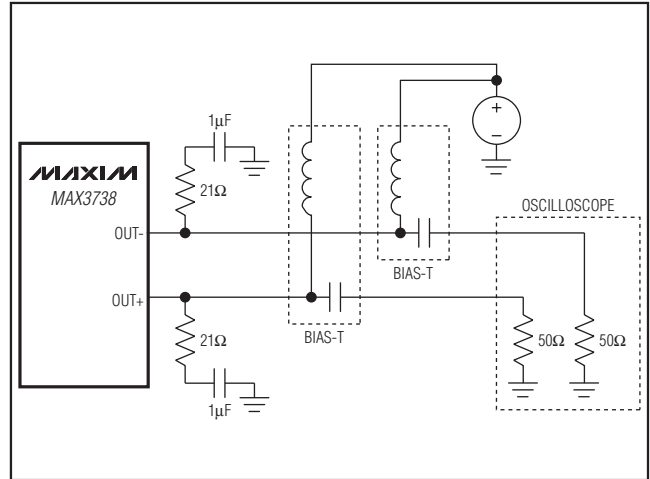 1µF
MAXIM
MAX3738
21Ω
OUT-
OUT+
21Ω
1µF
BIAS-T
BIAS-T
+
−
OSCILLOSCOPE
50Ω
50Ω